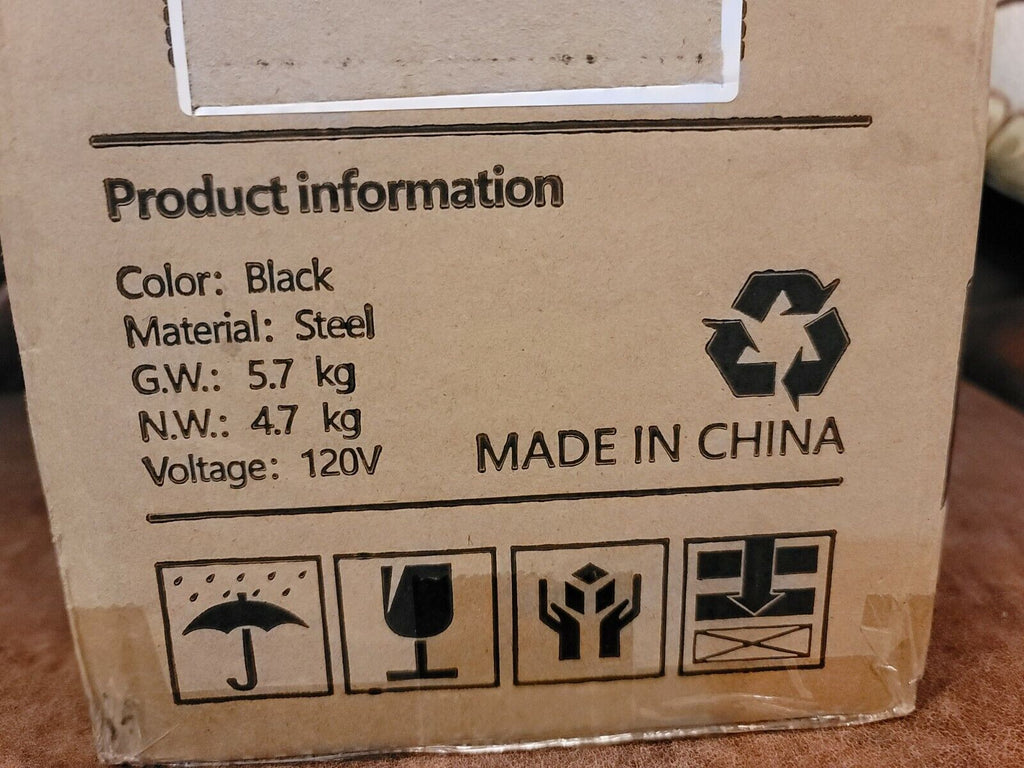 Product information
Color: Black
Material: Steel
G.W.: 5.7 kg
N.W.: 4.7 kg
Voltage: 120V
MADE IN CHINA